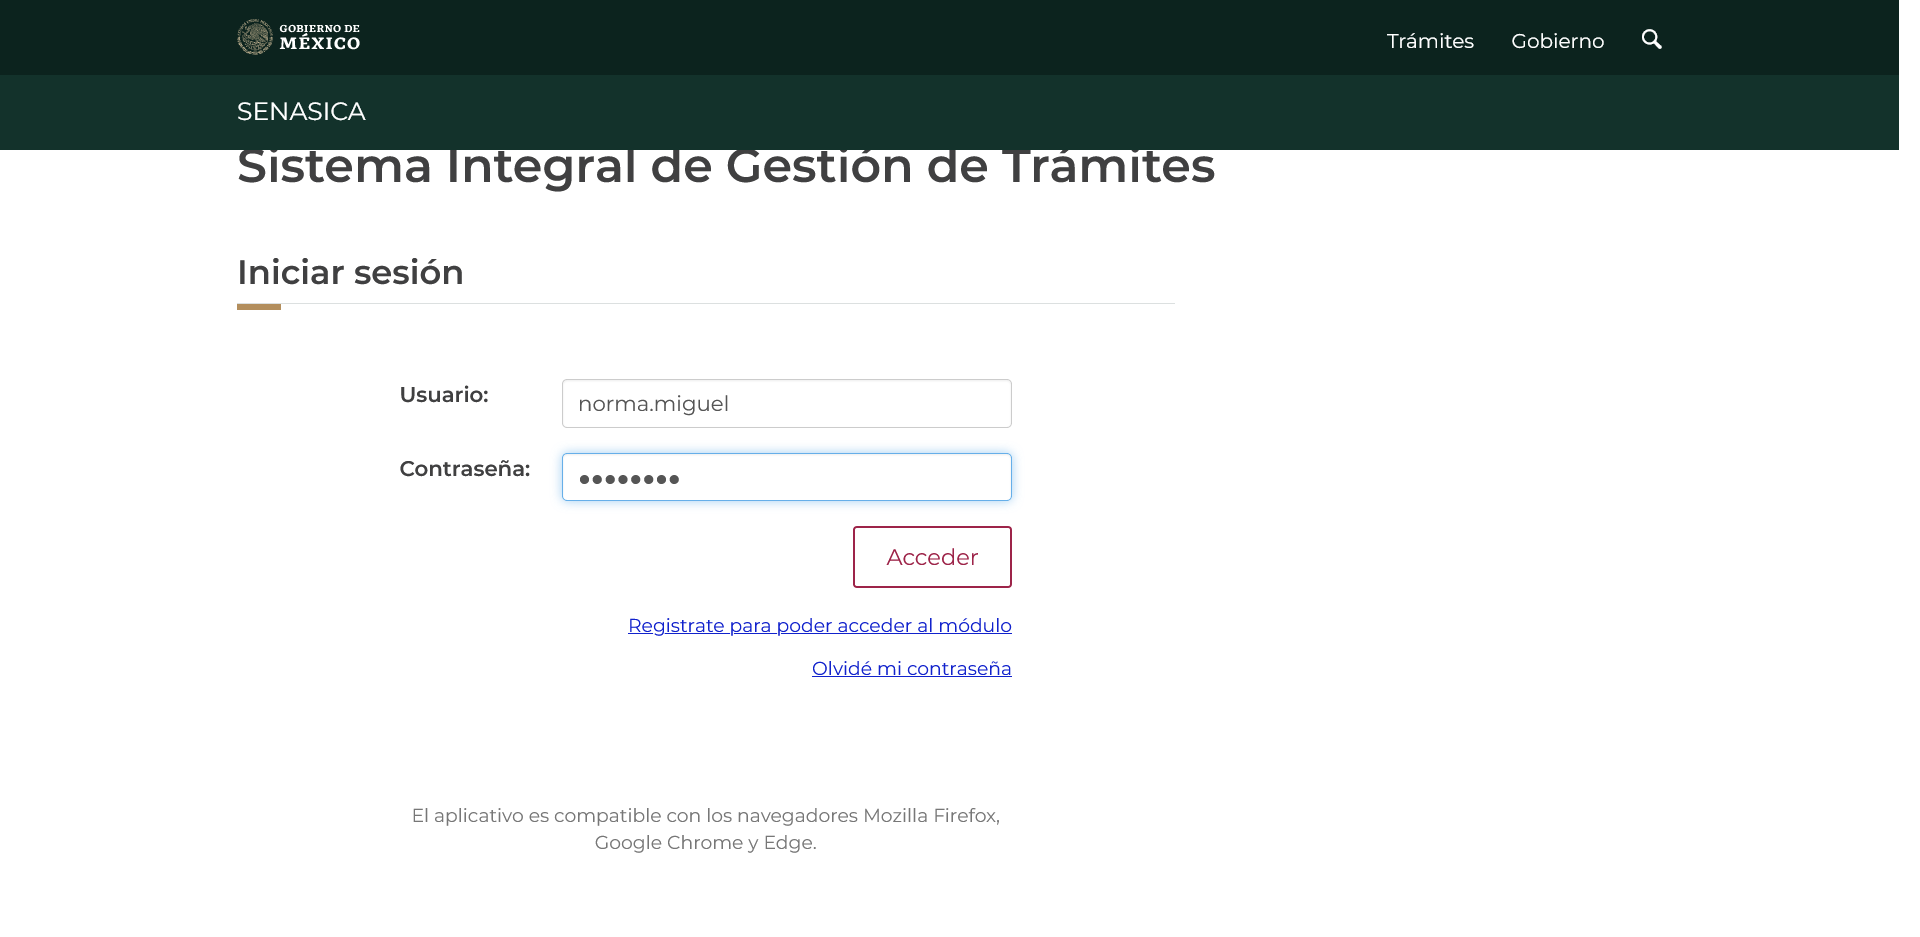 GOBIERNO DE
MÉXICO
Trámites
Gobierno
SENASICA
Sistema Integral de Gestión de Trámites
Iniciar sesión
Usuario:
norma.miguel
Contraseña:
••••••••
Acceder
Registrate para poder acceder al módulo
Olvidé mi contraseña
El aplicativo es compatible con los navegadores Mozilla Firefox,
Google Chrome y Edge.